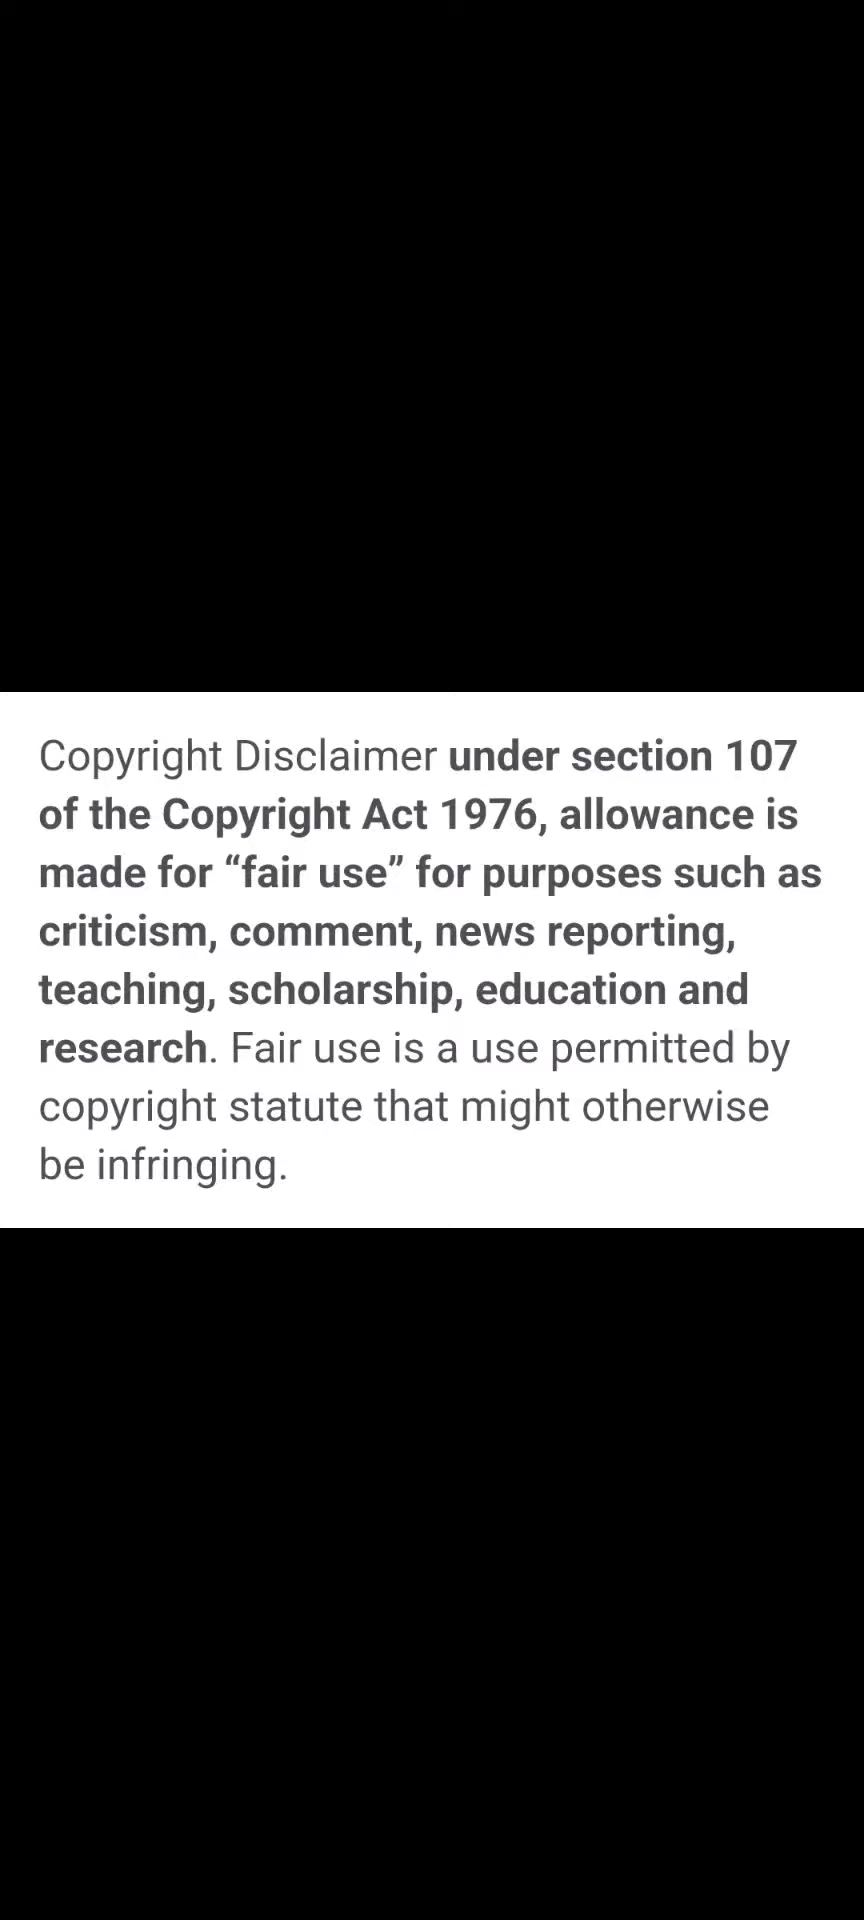 Copyright Disclaimer under section 107
of the Copyright Act 1976, allowance is
made for “fair use” for purposes such as
criticism, comment, news reporting,
teaching, scholarship, education and
research. Fair use is a use permitted by
copyright statute that might otherwise
be infringing.